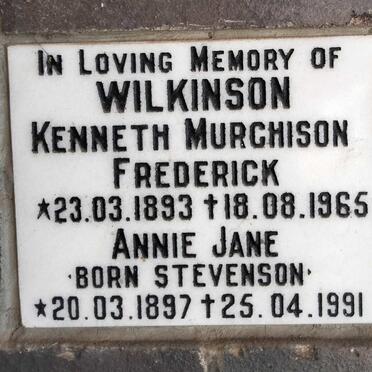 IN LOVING MEMORY OF
WILKINSON
KENNETH MURCHISON
FREDERICK
★23.03.1893 ✝18.08.1965
ANNIE JANE
·BORN STEVENSON·
★20.03.1897 ✝25.04.1991